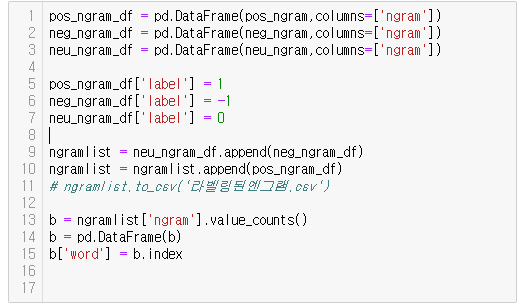 1 pos_ngram_df = pd.DataFrame(pos_ngram,columns=['ngram'])
2 neg_ngram_df = pd.DataFrame(neg_ngram,columns=['ngram'])
3 neu_ngram_df = pd.DataFrame(neu_ngram,columns=['ngram'])
4
5 pos_ngram_df['label'] = 1
6 neg_ngram_df['label'] = -1
7 neu_ngram_df['label'] = 0
8
9 ngramlist = neu_ngram_df.append(neg_ngram_df)
10 ngramlist = ngramlist.append(pos_ngram_df)
11 # ngramlist.to_csv('라벨링된엔그램.csv')
12
13 b = ngramlist['ngram'].value_counts()
14 b = pd.DataFrame(b)
15 b['word'] = b.index
16
17